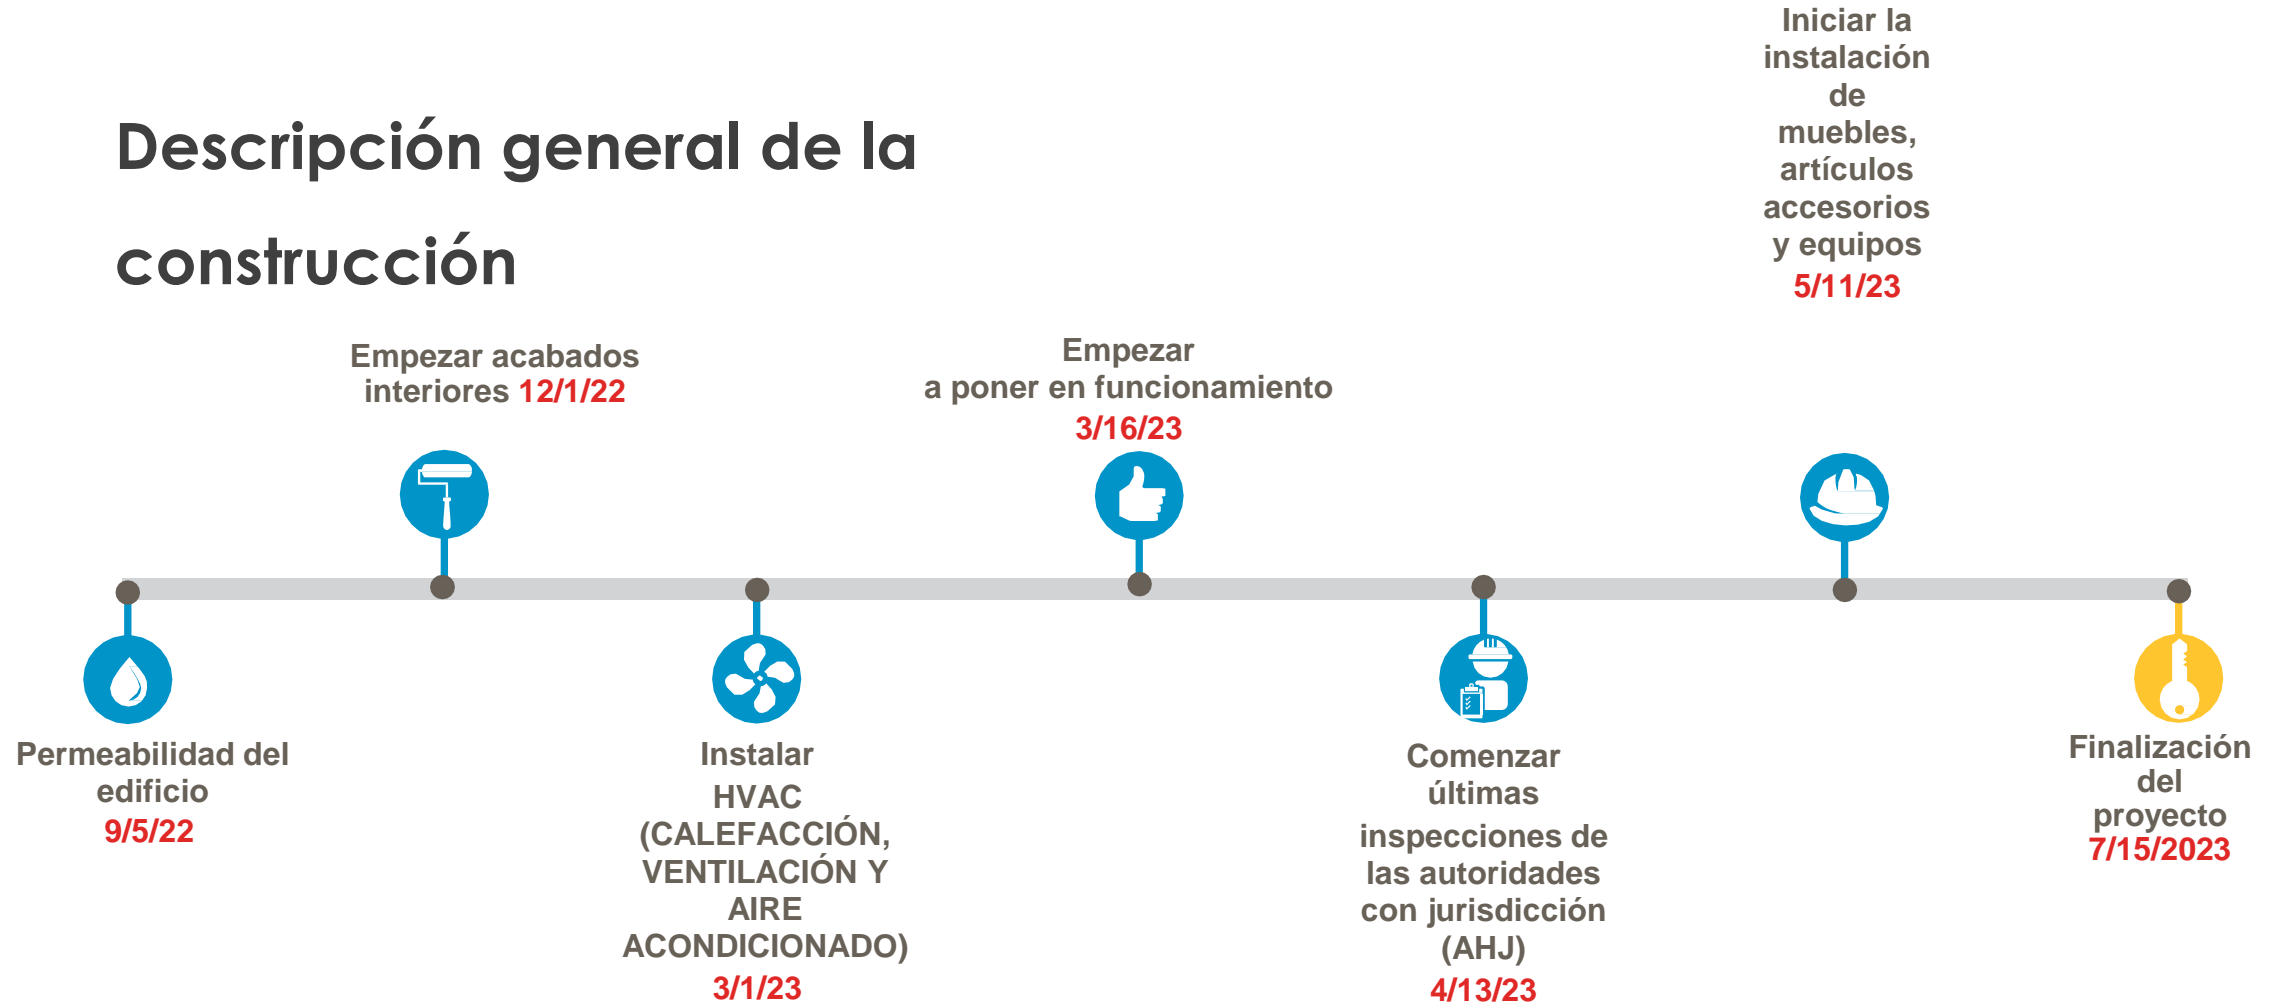 Descripción general de la
construcción
Permeabilidad del
edificio
9/5/22
Empezar acabados
interiores 12/1/22
Instalar
HVAC
(CALEFACCIÓN,
VENTILACIÓN Y
AIRE
ACONDICIONADO)
3/1/23
Empezar
a poner en funcionamiento
3/16/23
Comenzar
últimas
inspecciones de
las autoridades
con jurisdicción
(AHJ)
4/13/23
Iniciar la
instalación
de
muebles,
artículos
accesorios
y equipos
5/11/23
Finalización
del
proyecto
7/15/2023